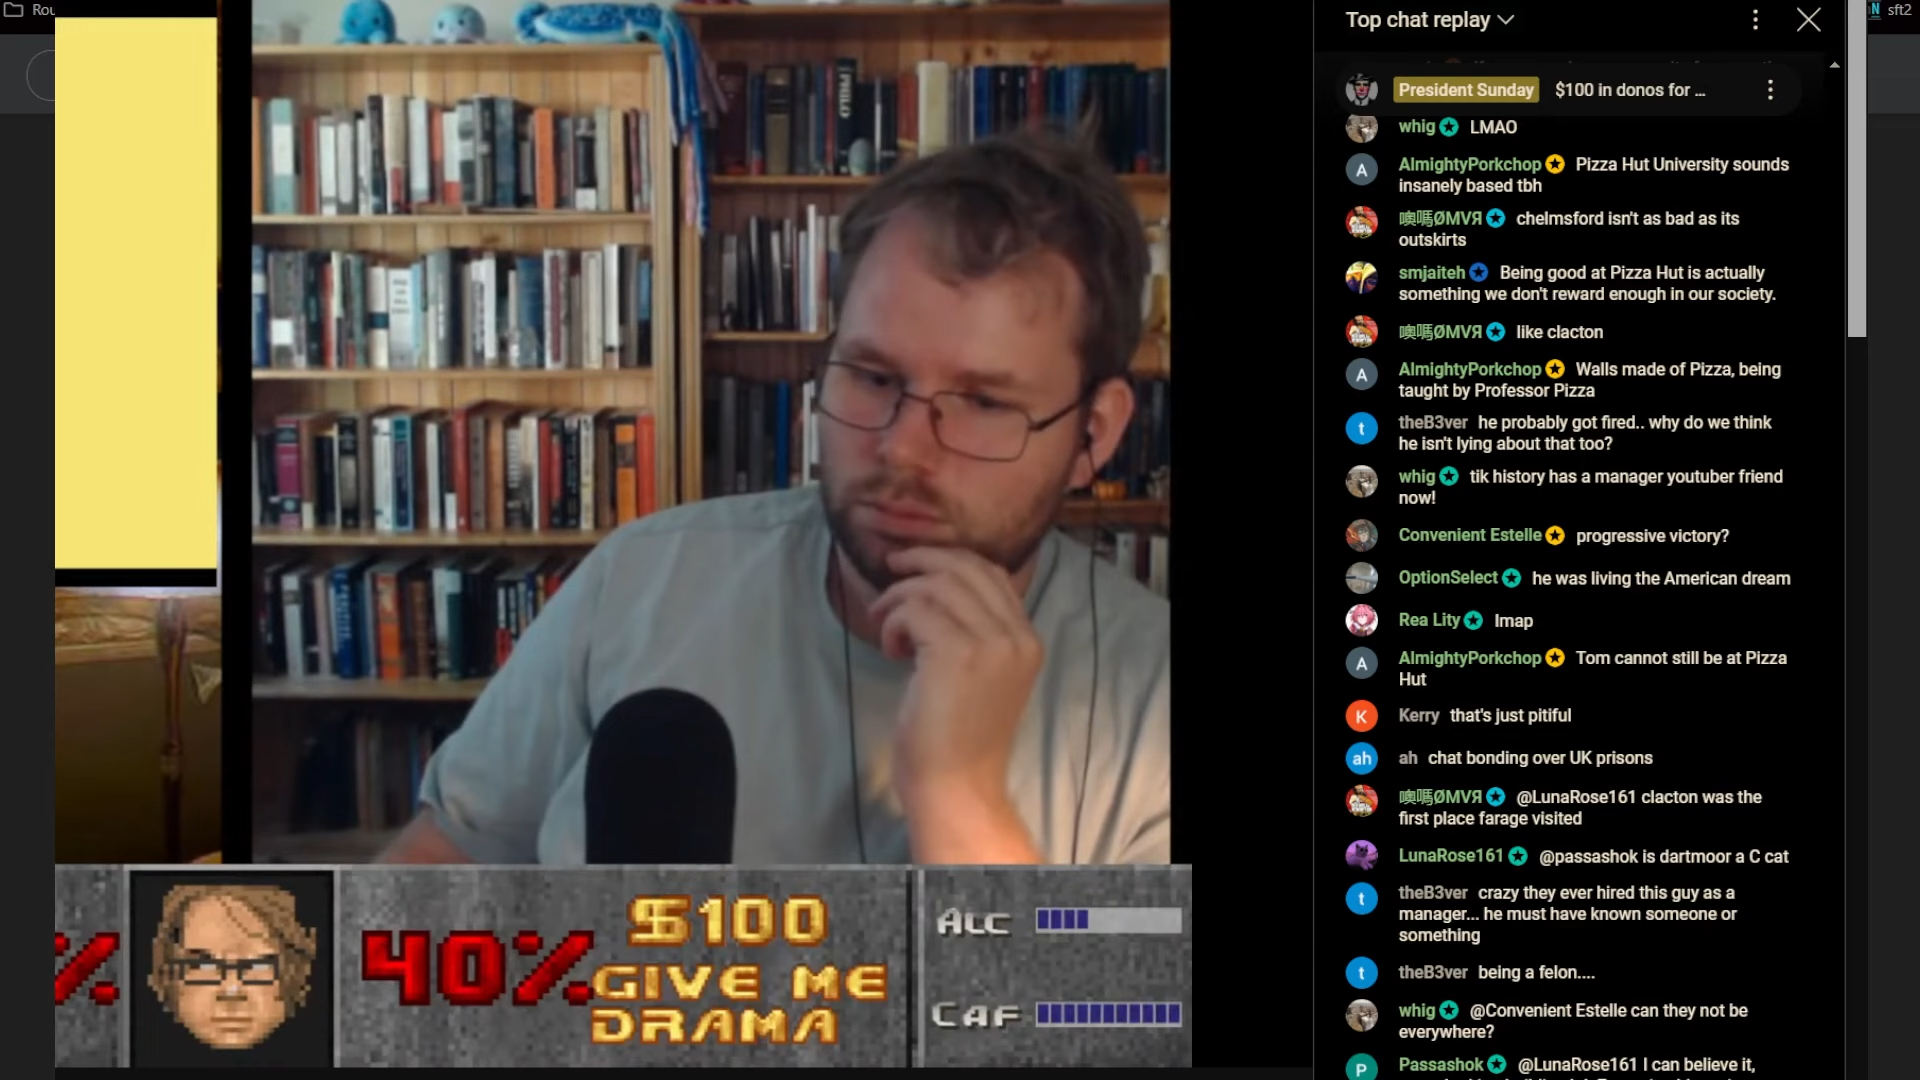 Rou
sft2
Top chat replay
President Sunday $100 in donos for ...
whig LMAO
AlmightyPorkchop Pizza Hut University sounds
insanely based tbh
噢嗎ØMVЯ chelmsford isn't as bad as its
outskirts
smjaiteh Being good at Pizza Hut is actually
something we don't reward enough in our society.
噢嗎ØMVЯ like clacton
AlmightyPorkchop Walls made of Pizza, being
taught by Professor Pizza
theB3ver he probably got fired.. why do we think
he isn't lying about that too?
whig tik history has a manager youtuber friend
now!
Convenient Estelle progressive victory?
OptionSelect he was living the American dream
Rea Lity lmap
AlmightyPorkchop Tom cannot still be at Pizza
Hut
Kerry that's just pitiful
ah chat bonding over UK prisons
噢嗎ØMVЯ @LunaRose161 clacton was the
first place farage visited
LunaRose161 @passashok is dartmoor a C cat
theB3ver crazy they ever hired this guy as a
manager... he must have known someone or
something
theB3ver being a felon....
whig @Convenient Estelle can they not be
everywhere?
Passashok @LunaRose161 I can believe it,
PHILO
%
40%
$100
GIVE ME
DRAMA
ALC
CAF